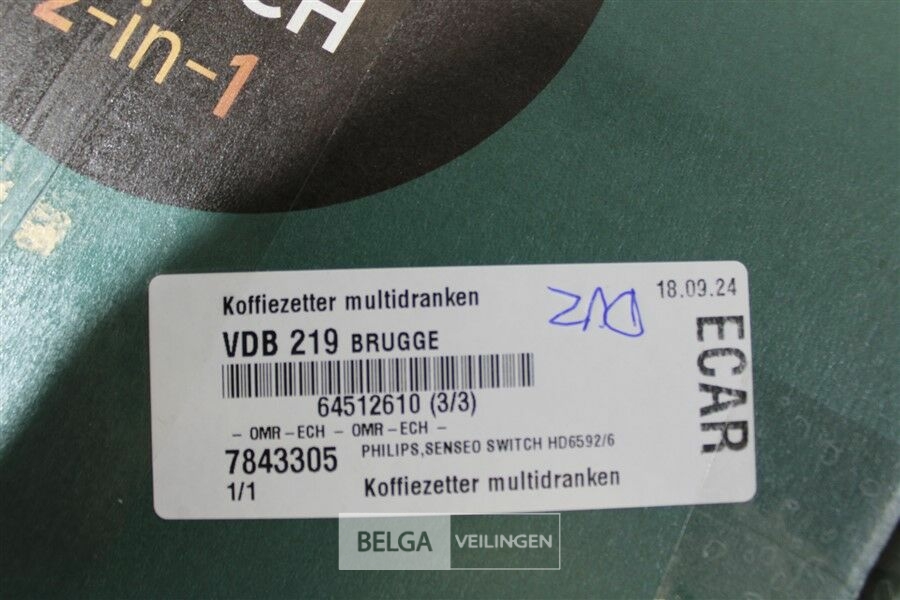 CH
2-in-1
Koffiezetter multidranken
18.09.24
VDB 219 BRUGGE
ECAR
64512610 (3/3)
- OMR-ECH - OMR-ECH -
7843305 PHILIPS,SENSEO SWITCH HD6592/6
1/1 Koffiezetter multidranken
BELGA VEILINGEN